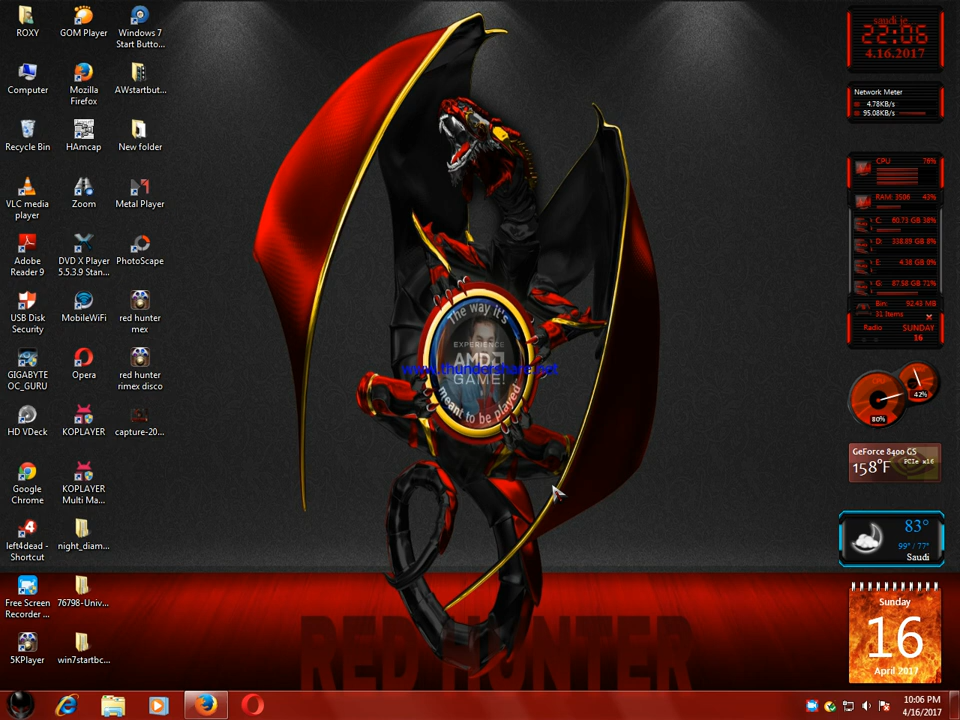 ROXY
GOM Player
Windows 7
Start Butto...
Computer
Mozilla
Firefox
AWstartbut...
Recycle Bin
HAmcap
New folder
VLC media
player
Zoom
Metal Player
Adobe
Reader 9
DVD X Player
5.5.3.9 Stan...
PhotoScape
USB Disk
Security
MobileWiFi
red hunter
mex
GIGABYTE
OC_GURU
Opera
red hunter
rimex disco
HD VDeck
KOPLAYER
capture-20...
Google
Chrome
KOPLAYER
Multi Ma...
left4dead -
Shortcut
night_diam...
Free Screen
Recorder ...
76798-Univ...
5KPlayer
win7startbc...
The way it's
EXPERIENCE
AMD
GAME!
www.thundershare.net
meant to be played
RED HUNTER
saudi je
22:06
4.16.2017
Network Meter
4.78KB/s
95.08KB/s
CPU 76%
RAM: 3506 43%
C: 60.73 GB 38%
D: 338.89 GB 8%
E: 4.38 GB 0%
G: 87.58 GB 71%
Bin: 92.43 MB
31 Items
Radio: SUNDAY
16
CPU
42%
80%
GeForce 8400 GS
158°F PCIe x16
83°
99° / 77°
Saudi
Sunday
16
April 2017
10:06 PM
4/16/2017